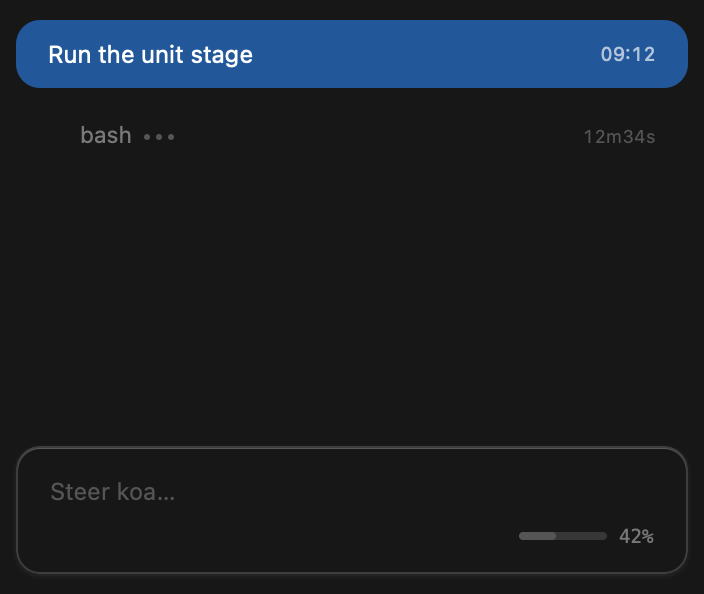 Run the unit stage 09:12
bash ••• 12m34s
Steer koa...
42%